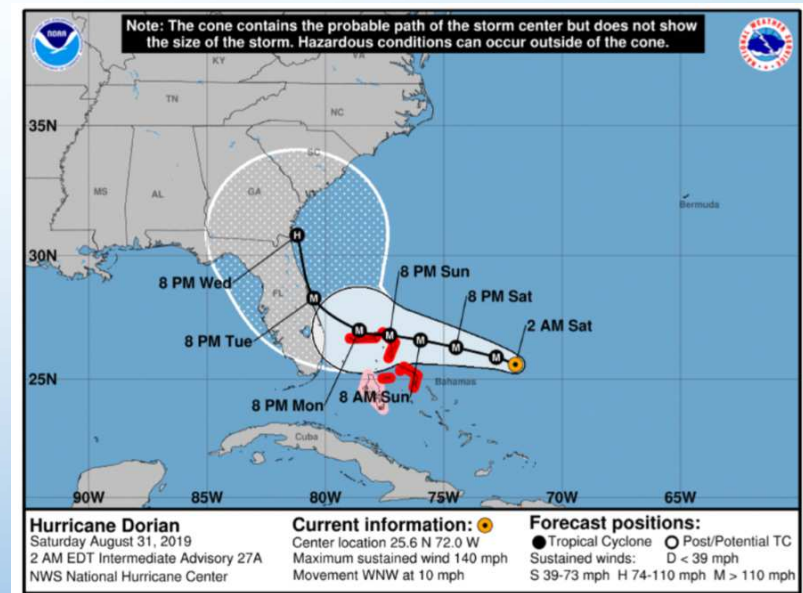 Note: The cone contains the probable path of the storm center but does not show
the size of the storm. Hazardous conditions can occur outside of the cone.
NOAA
NATIONAL WEATHER SERVICE
KY
VA
TN
NC
35N
SC
MS
AL
GA
Bermuda
30N
H
8 PM Wed
8 PM Sun
FL
8 PM Sat
M
2 AM Sat
8 PM Tue
M
M
M
M
M
25N
8 PM Mon
8 AM Sun
Bahamas
Cuba
90W 85W 80W 75W 70W 65W
Hurricane Dorian
Saturday August 31, 2019
2 AM EDT Intermediate Advisory 27A
NWS National Hurricane Center
Current information:
Center location 25.6 N 72.0 W
Maximum sustained wind 140 mph
Movement WNW at 10 mph
Forecast positions:
Tropical Cyclone Post/Potential TC
Sustained winds: D < 39 mph
S 39-73 mph H 74-110 mph M > 110 mph